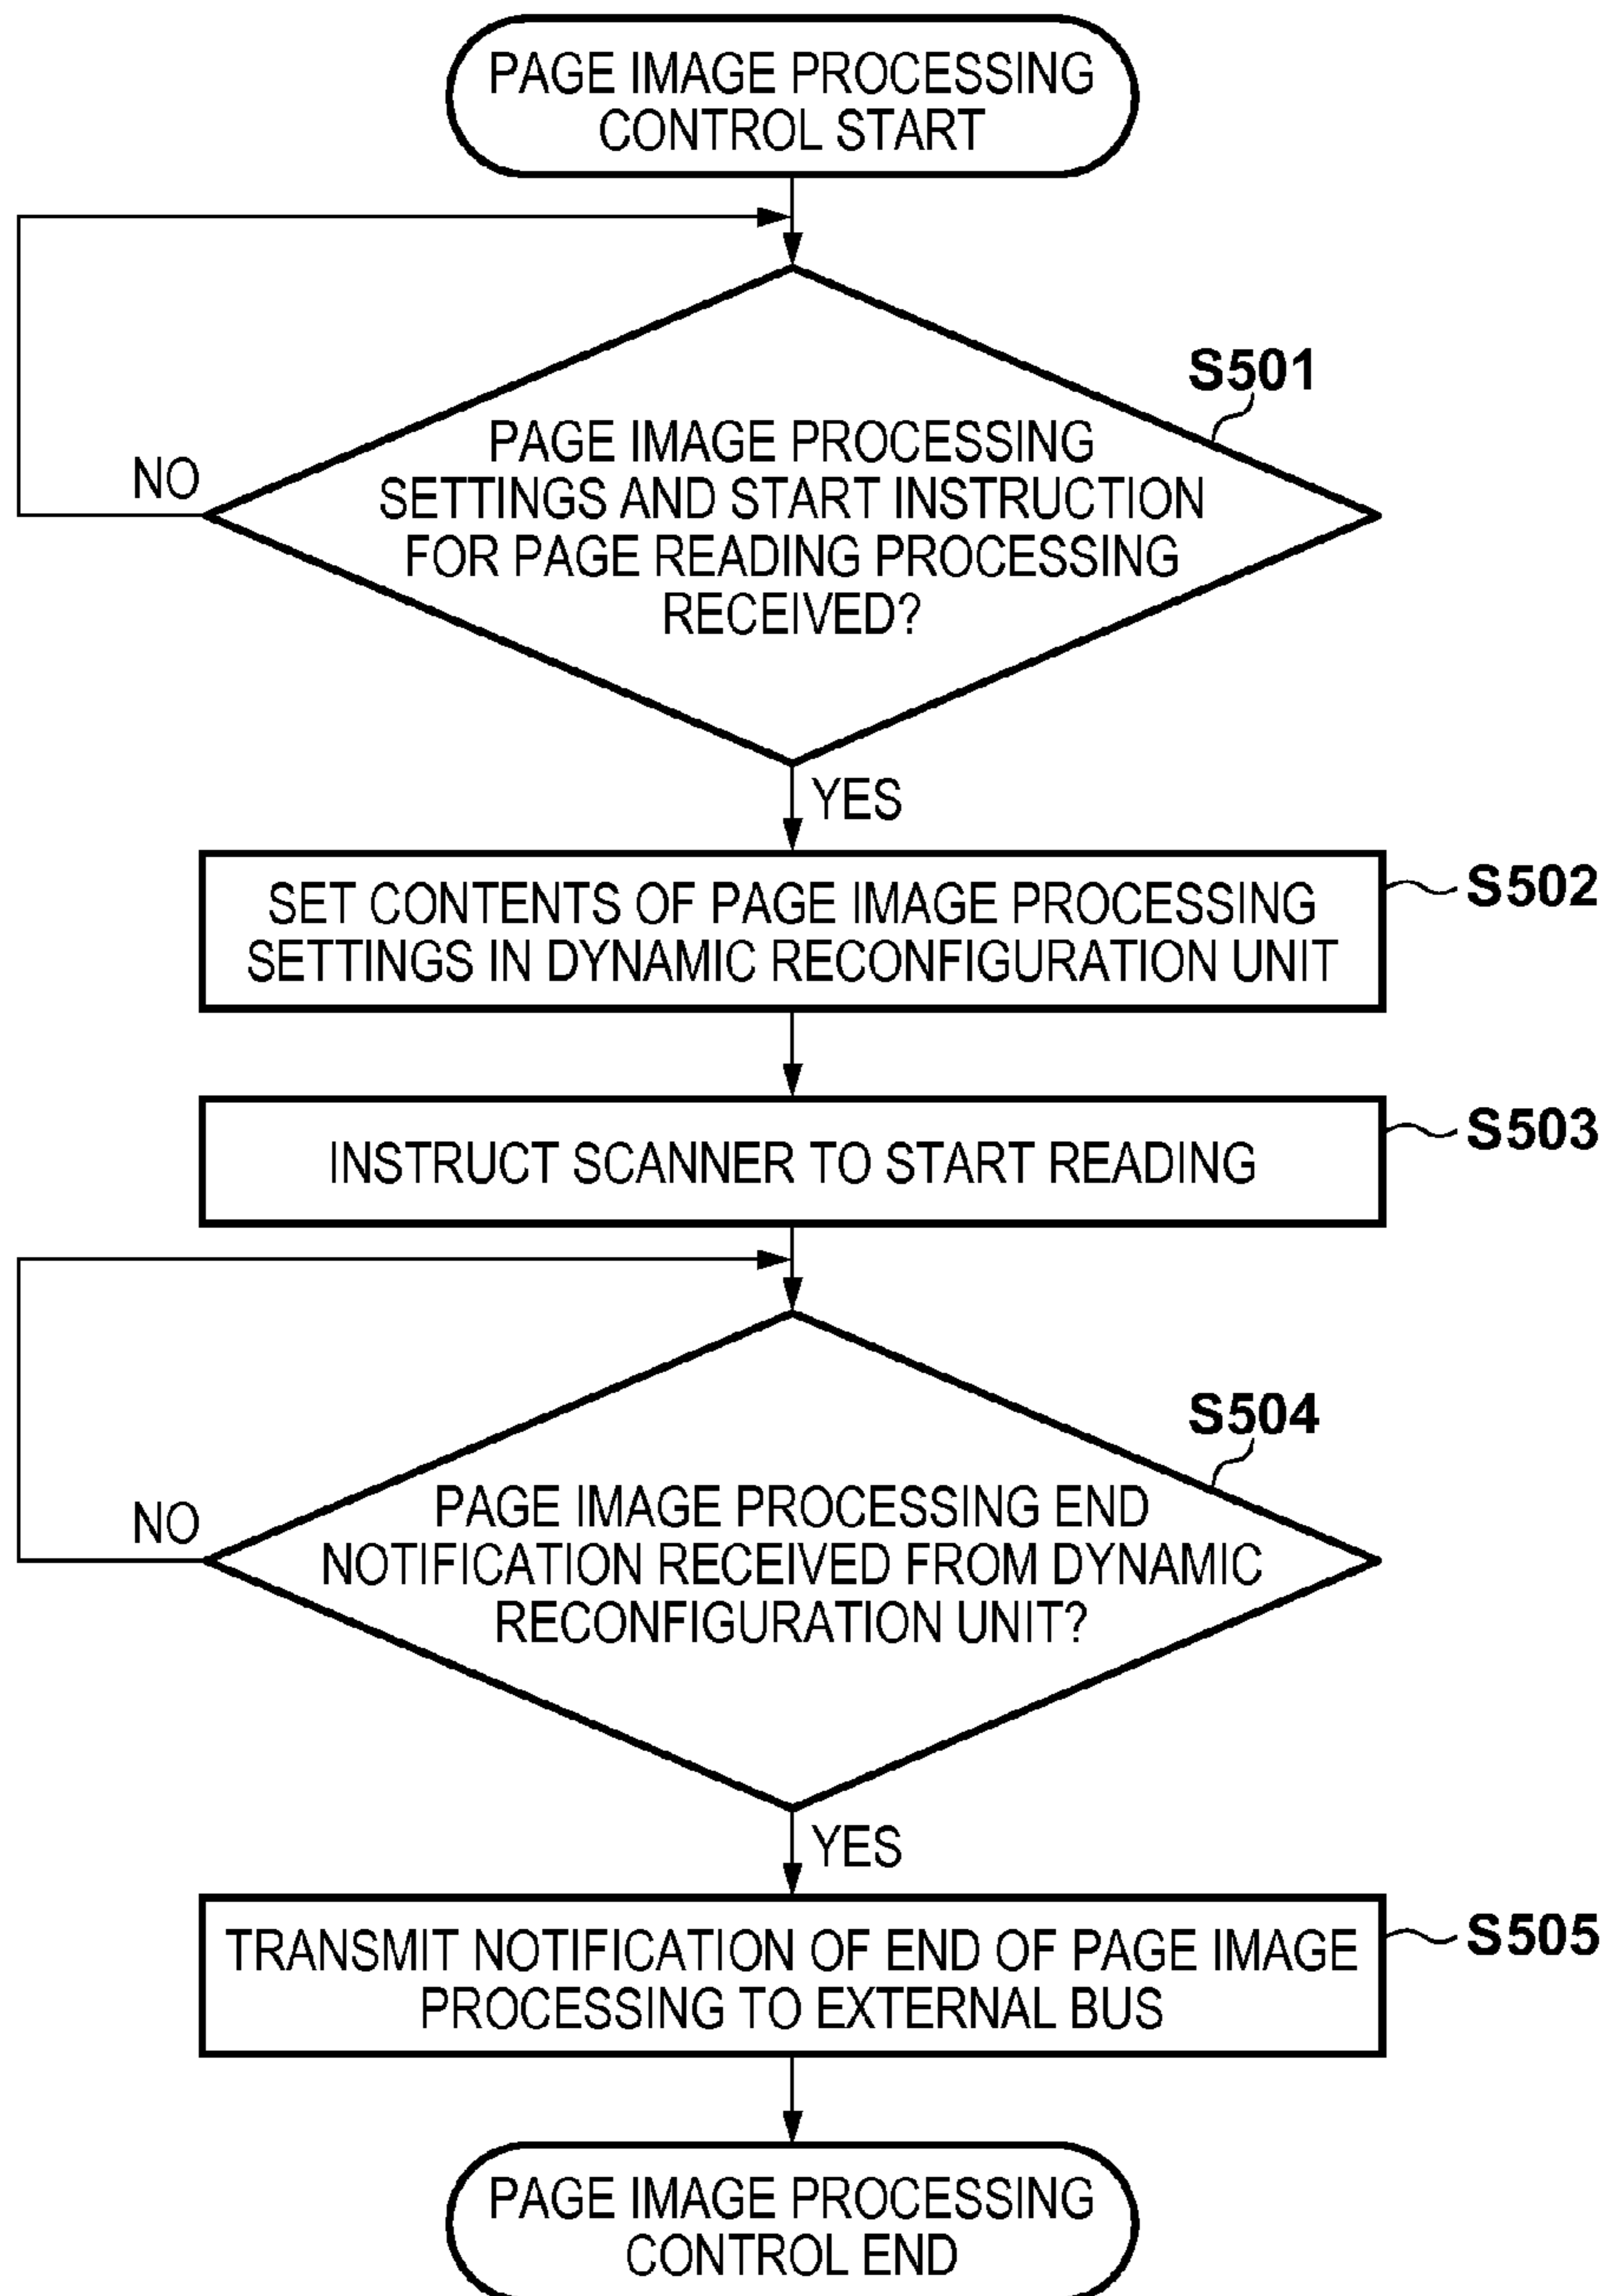 PAGE IMAGE PROCESSING
CONTROL START
S501
PAGE IMAGE PROCESSING
SETTINGS AND START INSTRUCTION
FOR PAGE READING PROCESSING
RECEIVED?
NO
YES
SET CONTENTS OF PAGE IMAGE PROCESSING
SETTINGS IN DYNAMIC RECONFIGURATION UNIT
S502
INSTRUCT SCANNER TO START READING
S503
S504
PAGE IMAGE PROCESSING END
NOTIFICATION RECEIVED FROM DYNAMIC
RECONFIGURATION UNIT?
NO
YES
TRANSMIT NOTIFICATION OF END OF PAGE IMAGE
PROCESSING TO EXTERNAL BUS
S505
PAGE IMAGE PROCESSING
CONTROL END